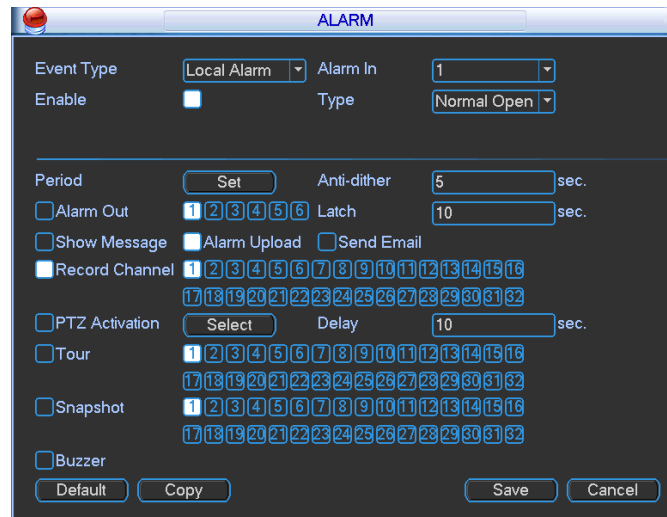 ALARM
Event Type Local Alarm Alarm In 1
Enable Type Normal Open
Period Set Anti-dither 5 sec.
Alarm Out 1 2 3 4 5 6 Latch 10 sec.
Show Message Alarm Upload Send Email
Record Channel 1 2 3 4 5 6 7 8 9 10 11 12 13 14 15 16
17 18 19 20 21 22 23 24 25 26 27 28 29 30 31 32
PTZ Activation Select Delay 10 sec.
Tour 1 2 3 4 5 6 7 8 9 10 11 12 13 14 15 16
17 18 19 20 21 22 23 24 25 26 27 28 29 30 31 32
Snapshot 1 2 3 4 5 6 7 8 9 10 11 12 13 14 15 16
17 18 19 20 21 22 23 24 25 26 27 28 29 30 31 32
Buzzer
Default Copy Save Cancel